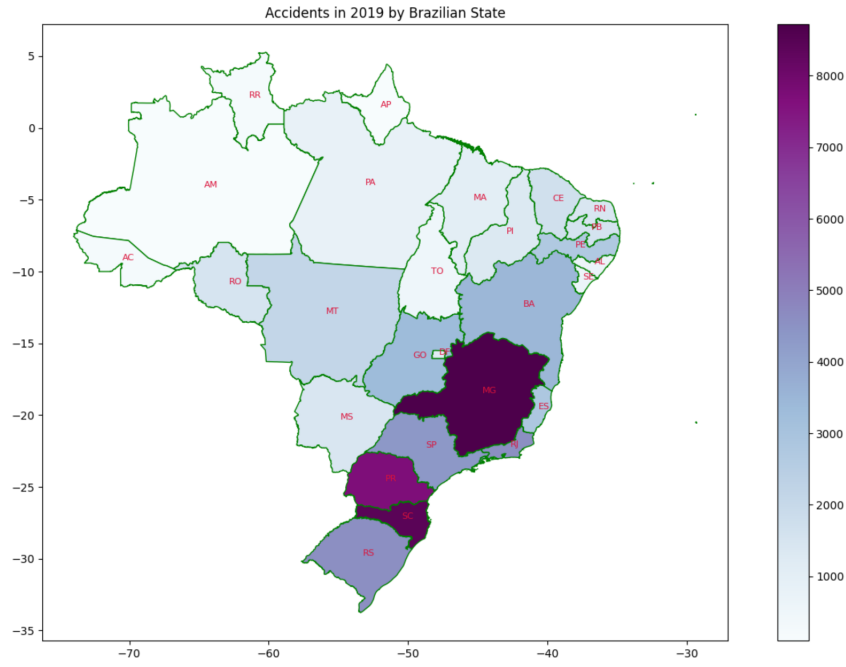 Accidents in 2019 by Brazilian State
5
0
−5
−10
−15
−20
−25
−30
−35
−70
−60
−50
−40
−30
RR
AP
AM
PA
MA
CE
RN
PB
PI
PE
AL
AC
TO
SE
RO
BA
MT
GO
DF
MG
ES
MS
SP
RJ
PR
SC
RS
8000
7000
6000
5000
4000
3000
2000
1000